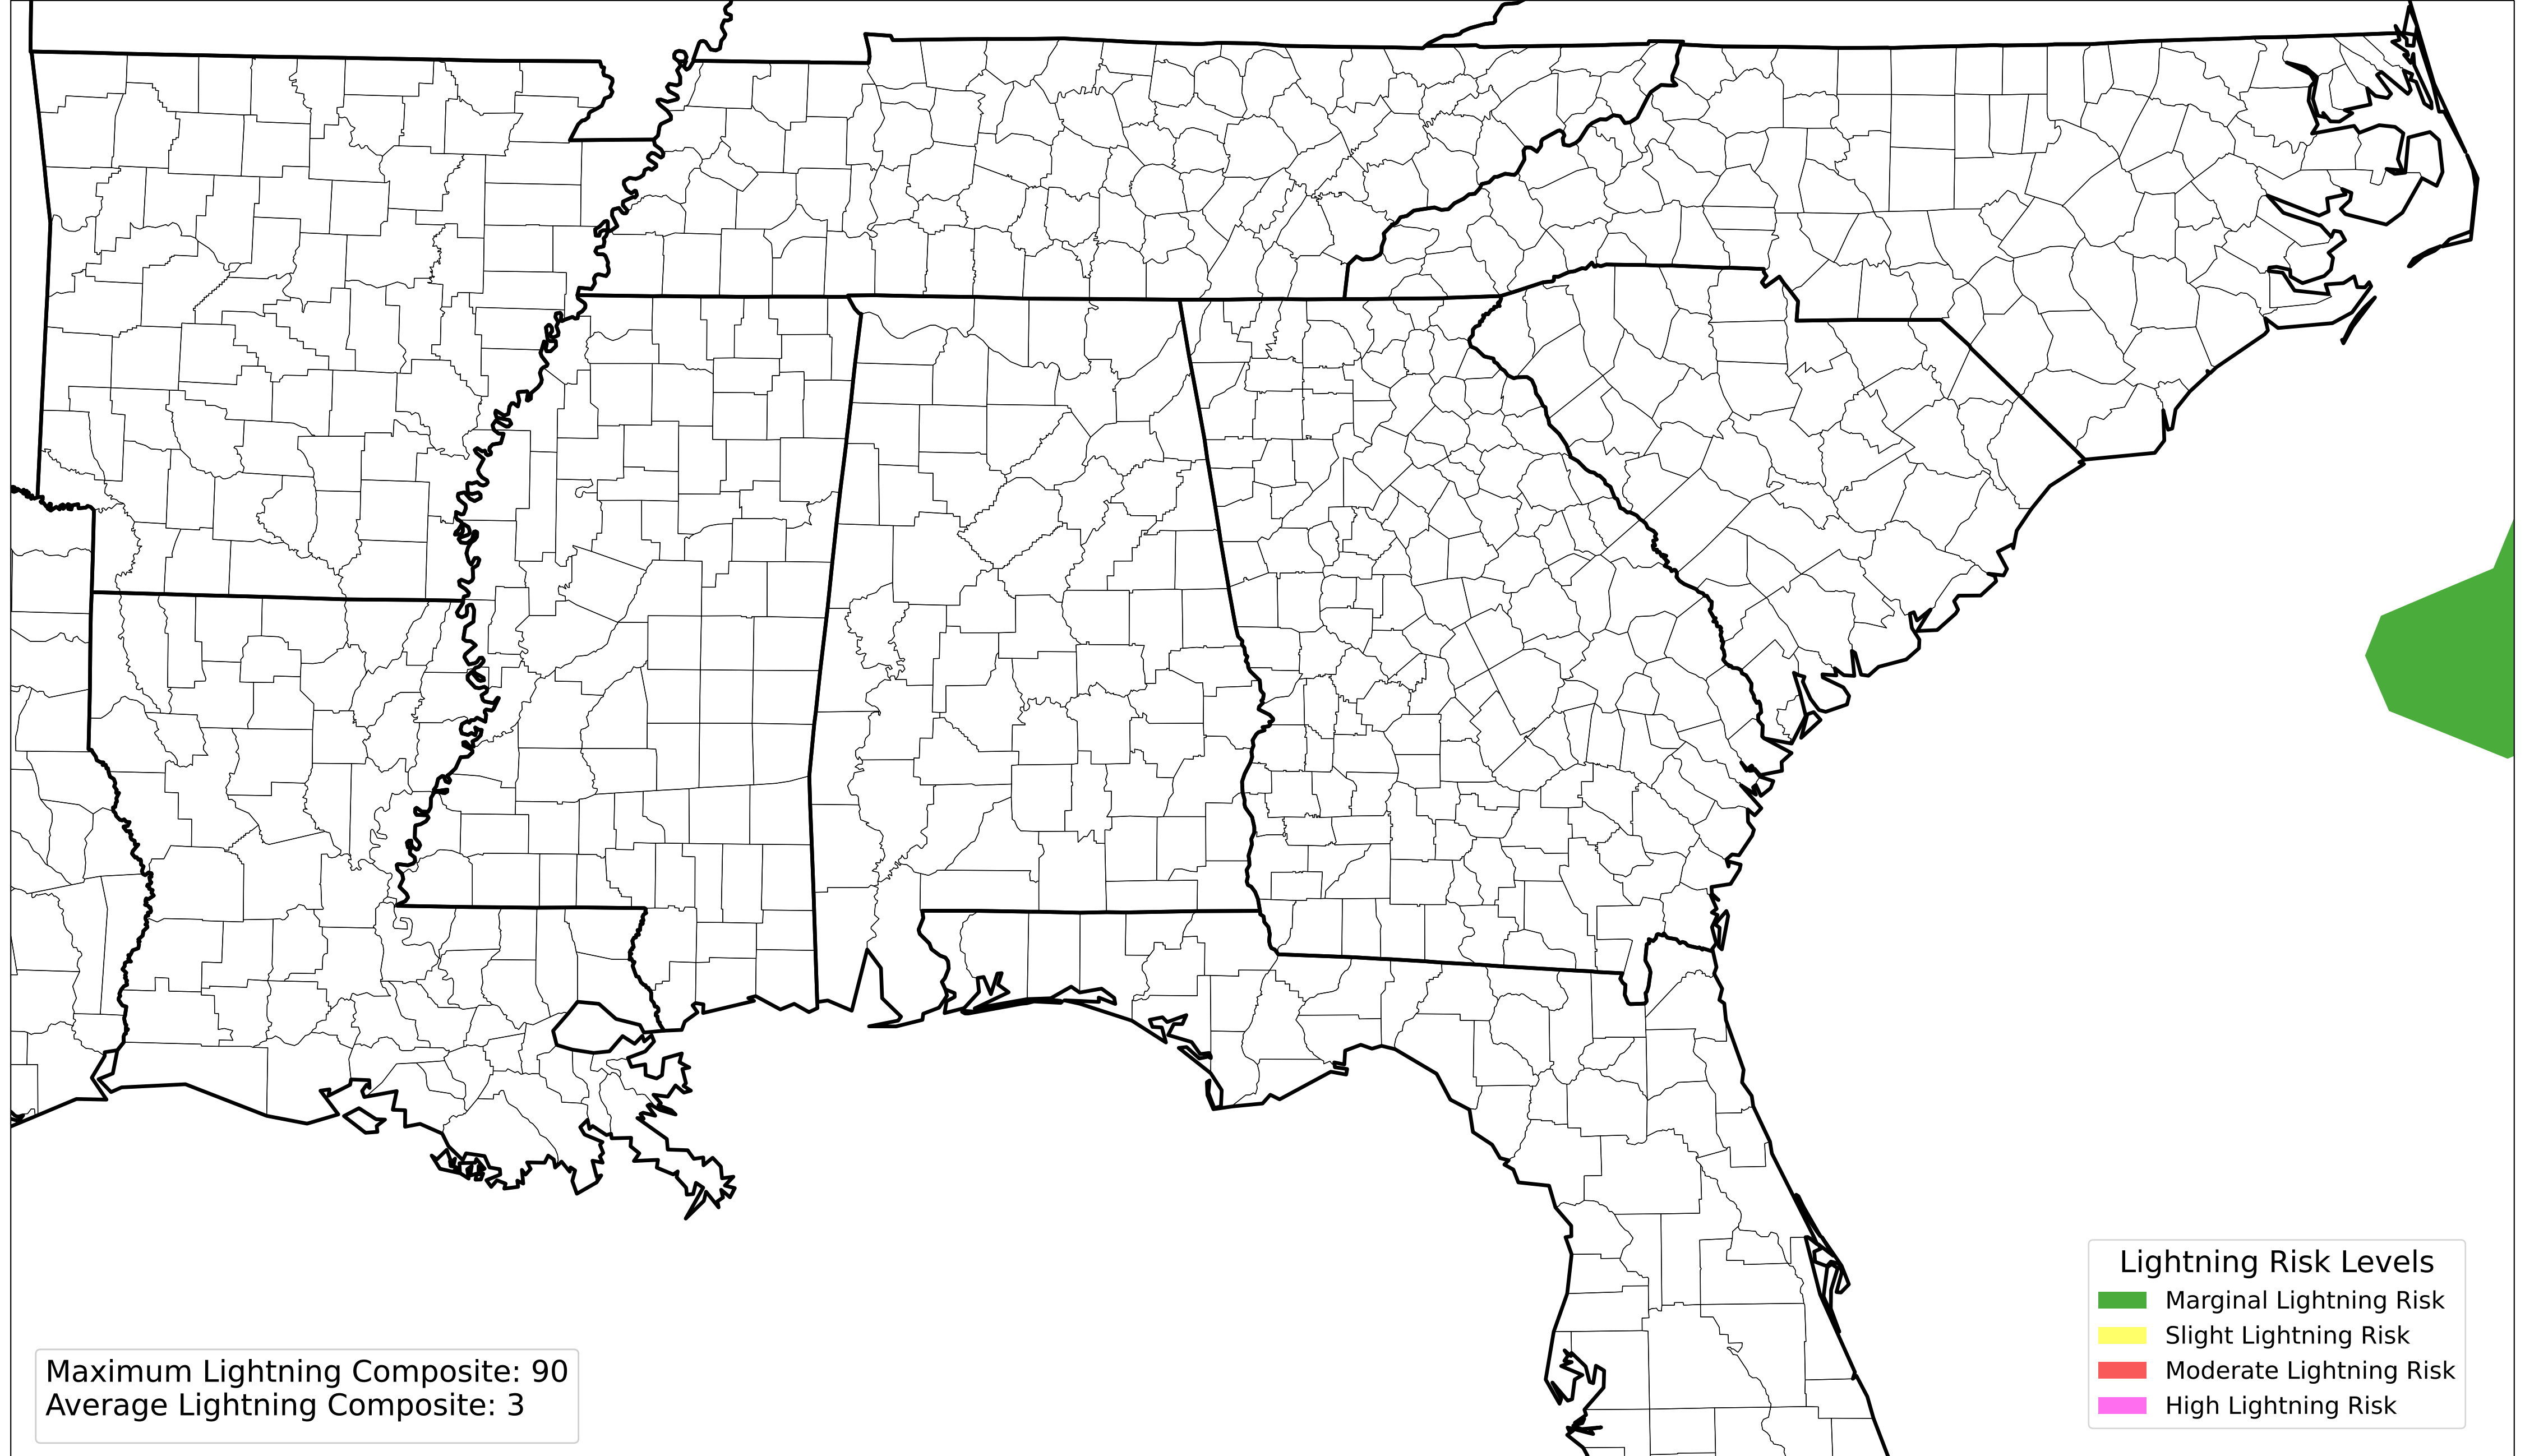 Maximum Lightning Composite: 90
Average Lightning Composite: 3
Lightning Risk Levels
Marginal Lightning Risk
Slight Lightning Risk
Moderate Lightning Risk
High Lightning Risk